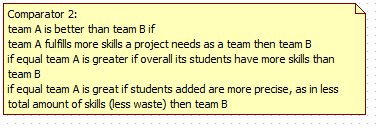 Comparator 2:
team A is better than team B if
team A fulfills more skills a project needs as a team then team B
if equal team A is greater if overall its students have more skills than
team B
if equal team A is great if students added are more precise, as in less
total amount of skills (less waste) then team B